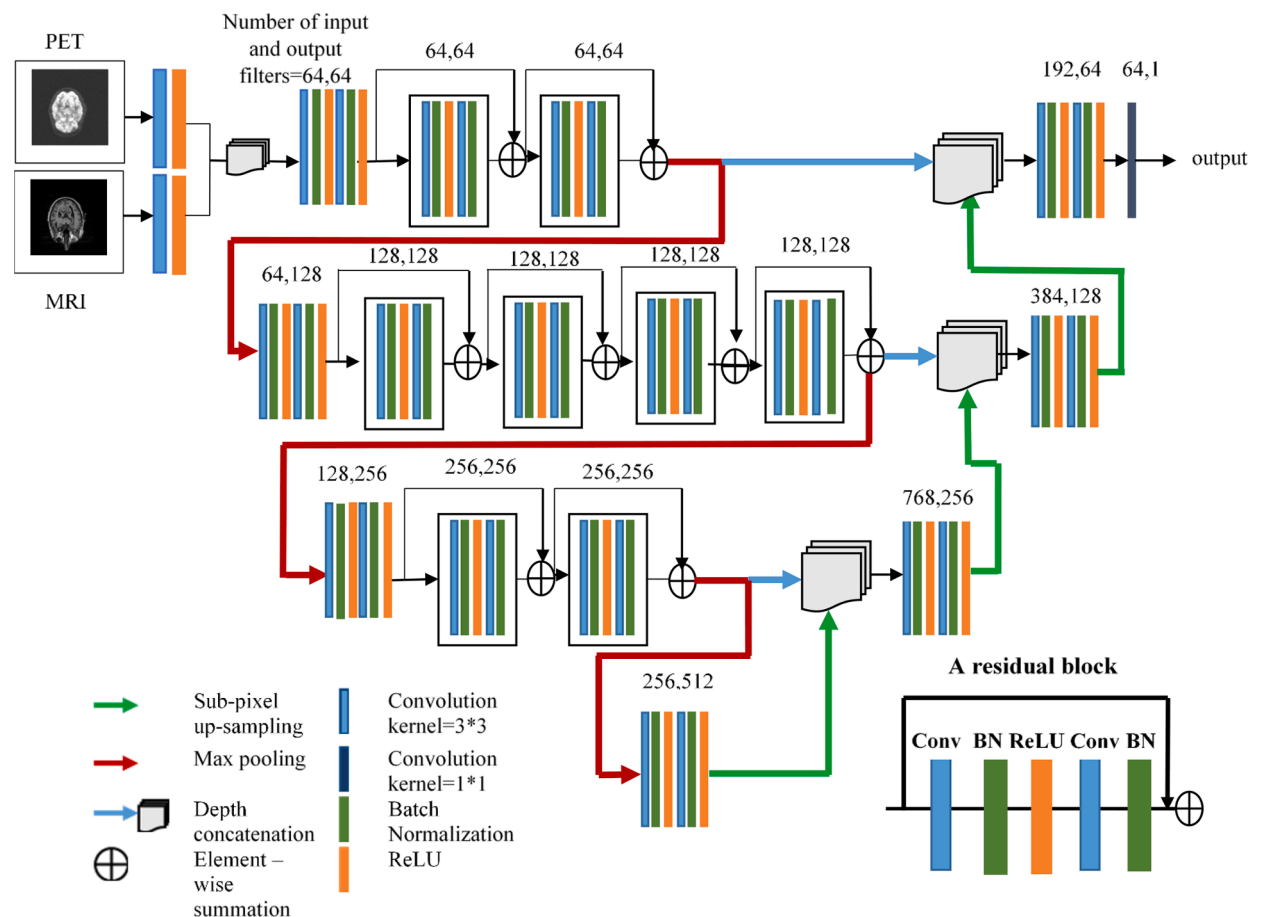 PET
Number of input
and output
filters=64,64
64,64
64,64
192,64
64,1
output
MRI
64,128
128,128
128,128
128,128
128,128
384,128
128,256
256,256
256,256
768,256
256,512
Sub-pixel
up-sampling
Max pooling
Depth
concatenation
Element –
wise
summation
Convolution
kernel=3*3
Convolution
kernel=1*1
Batch
Normalization
ReLU
A residual block
Conv BN ReLU Conv BN